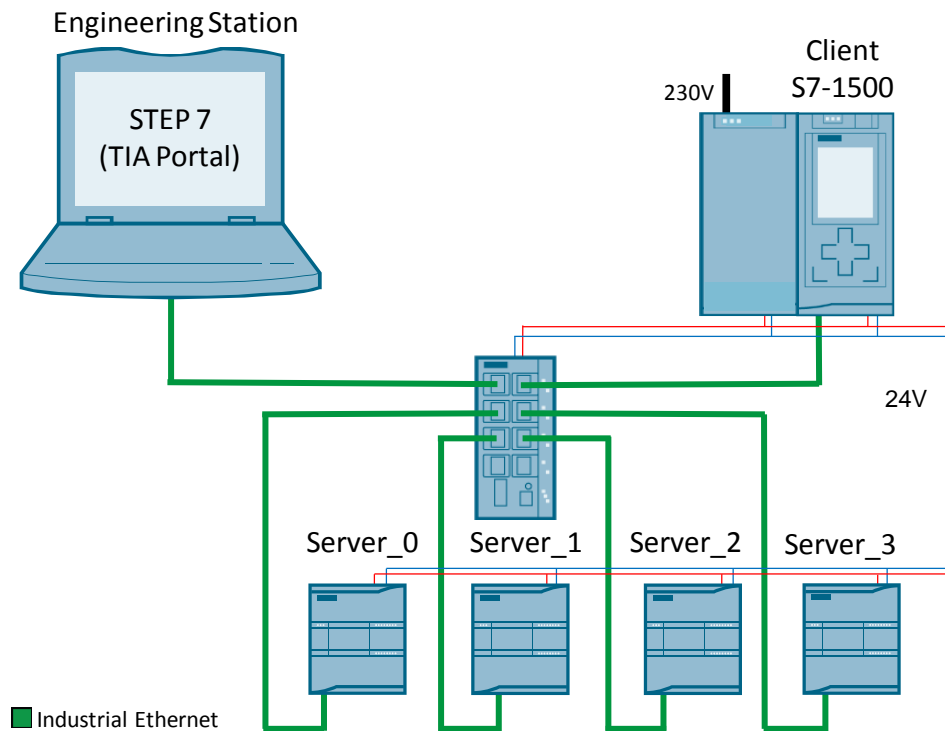 Engineering Station
STEP 7
(TIA Portal)
Client
S7-1500
230V
24V
Server_0
Server_1
Server_2
Server_3
Industrial Ethernet